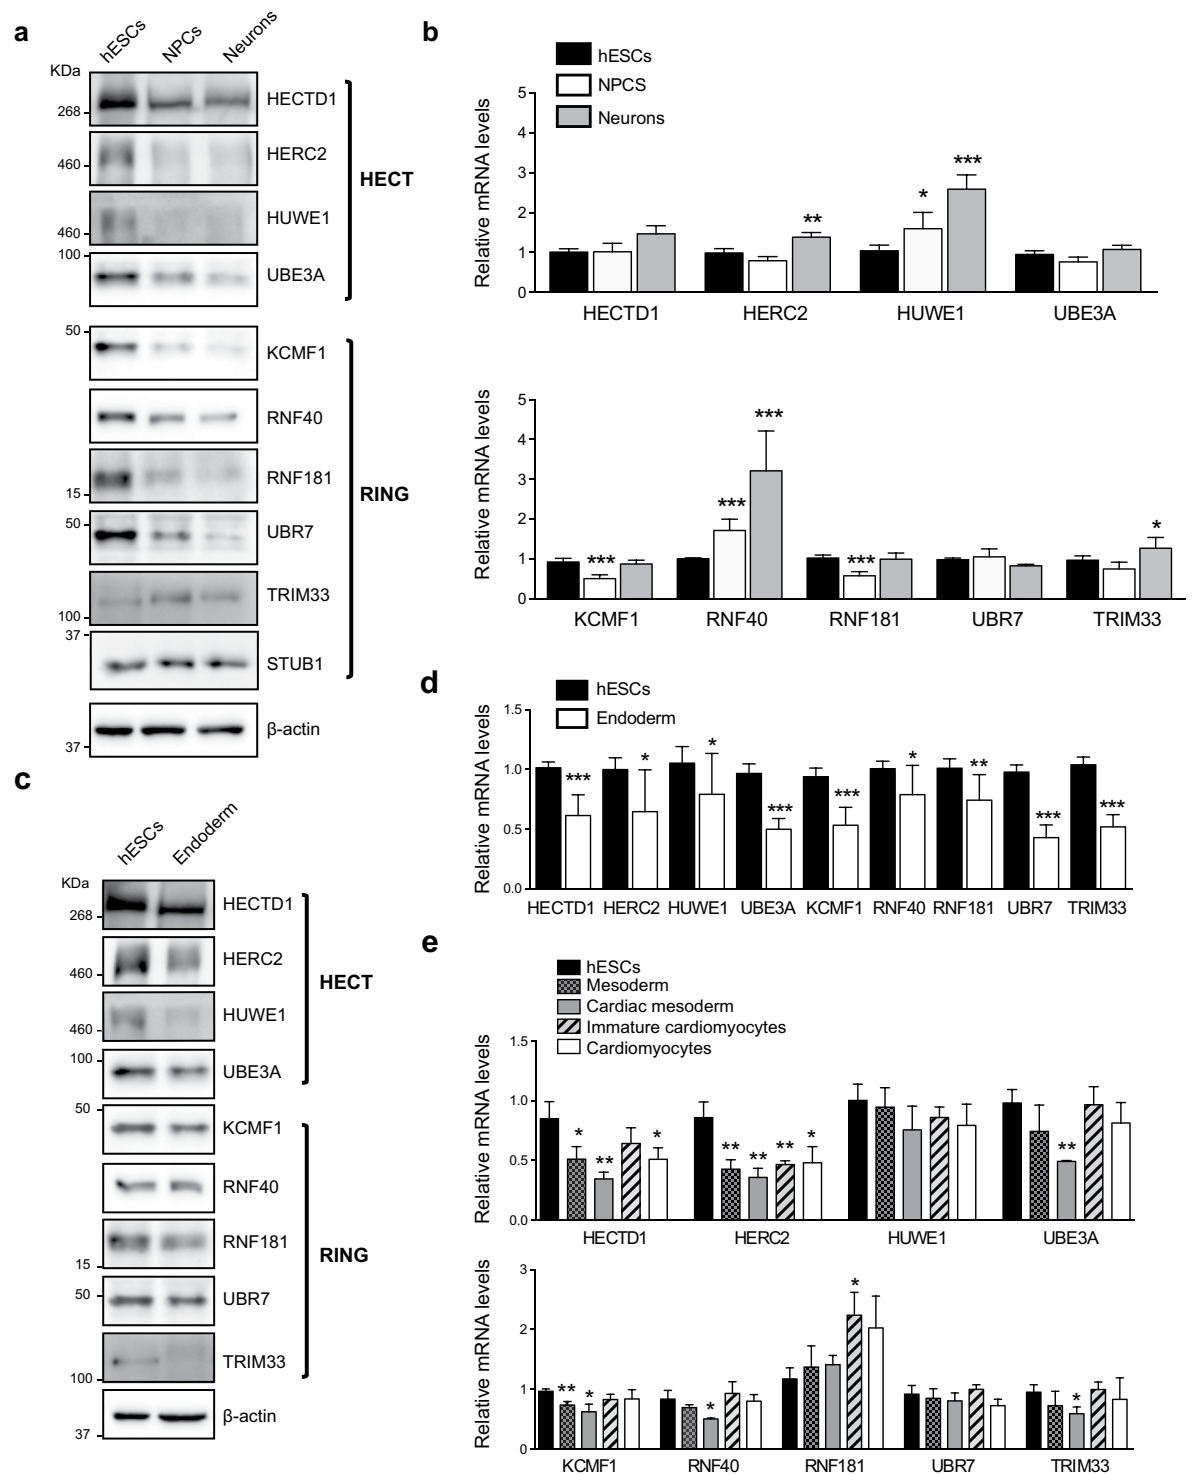 a
hESCs NPCs Neurons
KDa
268 HECTD1
460 HERC2
460 HUWE1
100 UBE3A
HECT
50 KCMF1
RNF40
15 RNF181
50 UBR7
100 TRIM33
37 STUB1
RING
37 β-actin
b
hESCs
NPCS
Neurons
Relative mRNA levels
5
4
3
2
1
0
** * ***
HECTD1 HERC2 HUWE1 UBE3A
Relative mRNA levels
5
4
3
2
1
0
*** *** *** *** *
KCMF1 RNF40 RNF181 UBR7 TRIM33
c
hESCs Endoderm
KDa
268 HECTD1
460 HERC2
460 HUWE1
100 UBE3A
HECT
50 KCMF1
RNF40
15 RNF181
50 UBR7
100 TRIM33
RING
37 β-actin
d
hESCs
Endoderm
Relative mRNA levels
1.5
1.0
0.5
0.0
*** * * *** *** * ** *** ***
HECTD1 HERC2 HUWE1 UBE3A KCMF1 RNF40 RNF181 UBR7 TRIM33
e
hESCs
Mesoderm
Cardiac mesoderm
Immature cardiomyocytes
Cardiomyocytes
Relative mRNA levels
1.5
1.0
0.5
0.0
* ** * ** ** ** * **
HECTD1 HERC2 HUWE1 UBE3A
Relative mRNA levels
3
2
1
0
** * * * *
KCMF1 RNF40 RNF181 UBR7 TRIM33